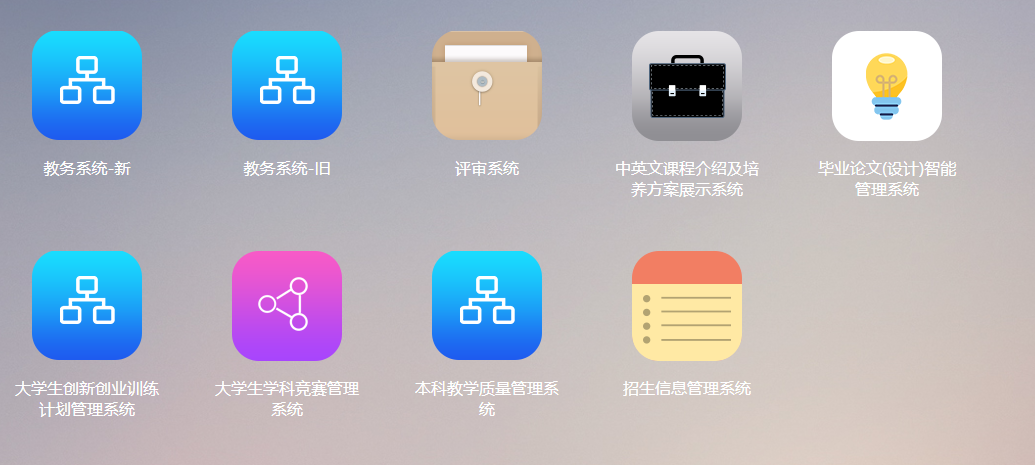 教务系统-新
教务系统-旧
评审系统
中英文课程介绍及培
养方案展示系统
毕业论文(设计)智能
管理系统
大学生创新创业训练
计划管理系统
大学生学科竞赛管理
系统
本科教学质量管理系
统
招生信息管理系统